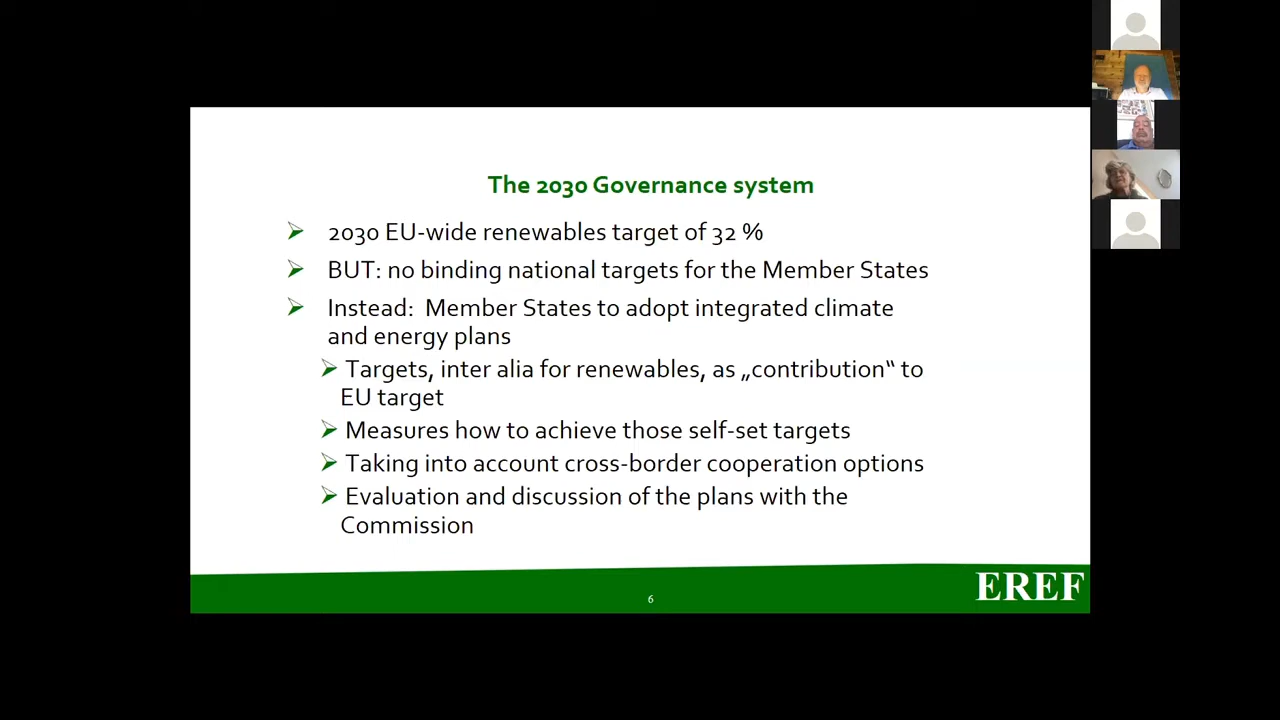 The 2030 Governance system
2030 EU-wide renewables target of 32 %
BUT: no binding national targets for the Member States
Instead:  Member States to adopt integrated climate
and energy plans
Targets, inter alia for renewables, as „contribution“ to
EU target
Measures how to achieve those self-set targets
Taking into account cross-border cooperation options
Evaluation and discussion of the plans with the
Commission
6
EREF